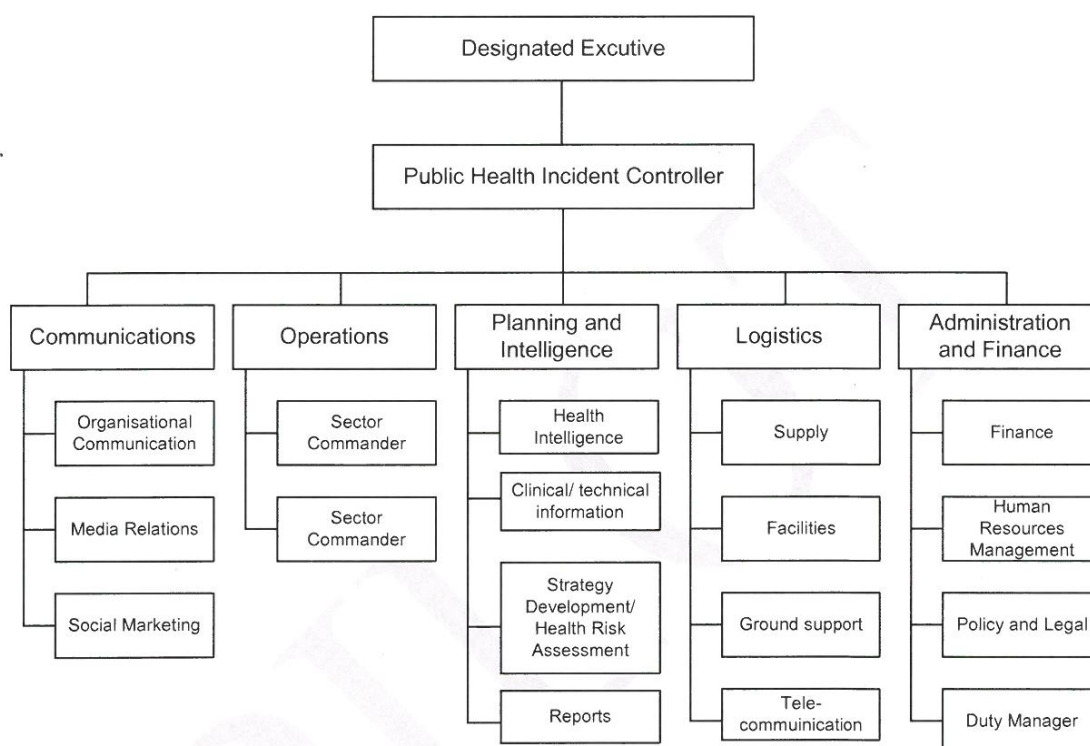 Designated Excutive
Public Health Incident Controller
Communications
Operations
Planning and
Intelligence
Logistics
Administration
and Finance
Organisational
Communication
Media Relations
Social Marketing
Sector
Commander
Sector
Commander
Health
Intelligence
Clinical/ technical
information
Strategy
Development/
Health Risk
Assessment
Reports
Supply
Facilities
Ground support
Tele-
commuinication
Finance
Human
Resources
Management
Policy and Legal
Duty Manager